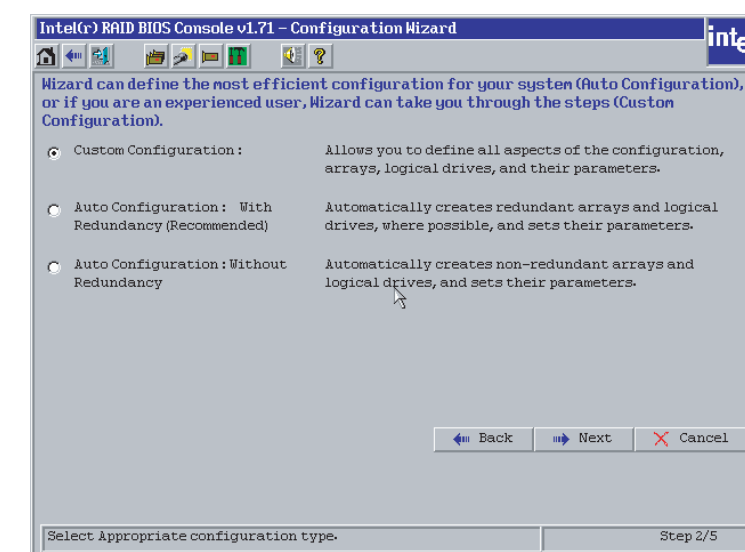 Intel(r) RAID BIOS Console v1.71 – Configuration Wizard
inte
Wizard can define the most efficient configuration for your system (Auto Configuration),
or if you are an experienced user, Wizard can take you through the steps (Custom
Configuration).
Custom Configuration:
Allows you to define all aspects of the configuration,
arrays, logical drives, and their parameters.
Auto Configuration: With
Redundancy (Recommended)
Automatically creates redundant arrays and logical
drives, where possible, and sets their parameters.
Auto Configuration: Without
Redundancy
Automatically creates non-redundant arrays and
logical drives, and sets their parameters.
Back
Next
Cancel
Select Appropriate configuration type.
Step 2/5